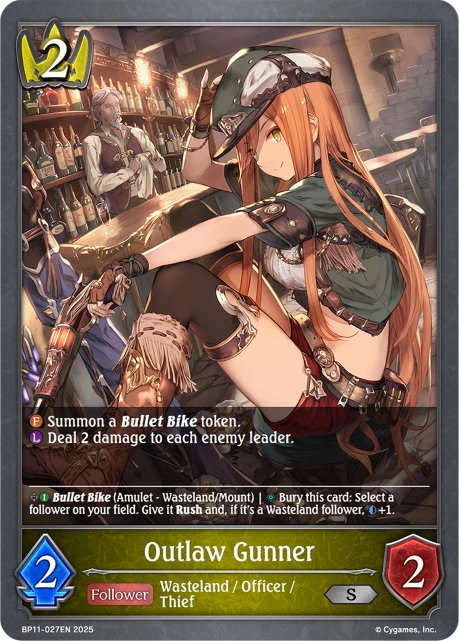 2
F Summon a Bullet Bike token.
L Deal 2 damage to each enemy leader.
1 Bullet Bike (Amulet - Wasteland/Mount) | Bury this card: Select a
follower on your field. Give it Rush and, if it's a Wasteland follower, +1.
Outlaw Gunner
2
Follower
Wasteland / Officer /
Thief
S
2
BP11-027EN 2025
© Cygames, Inc.